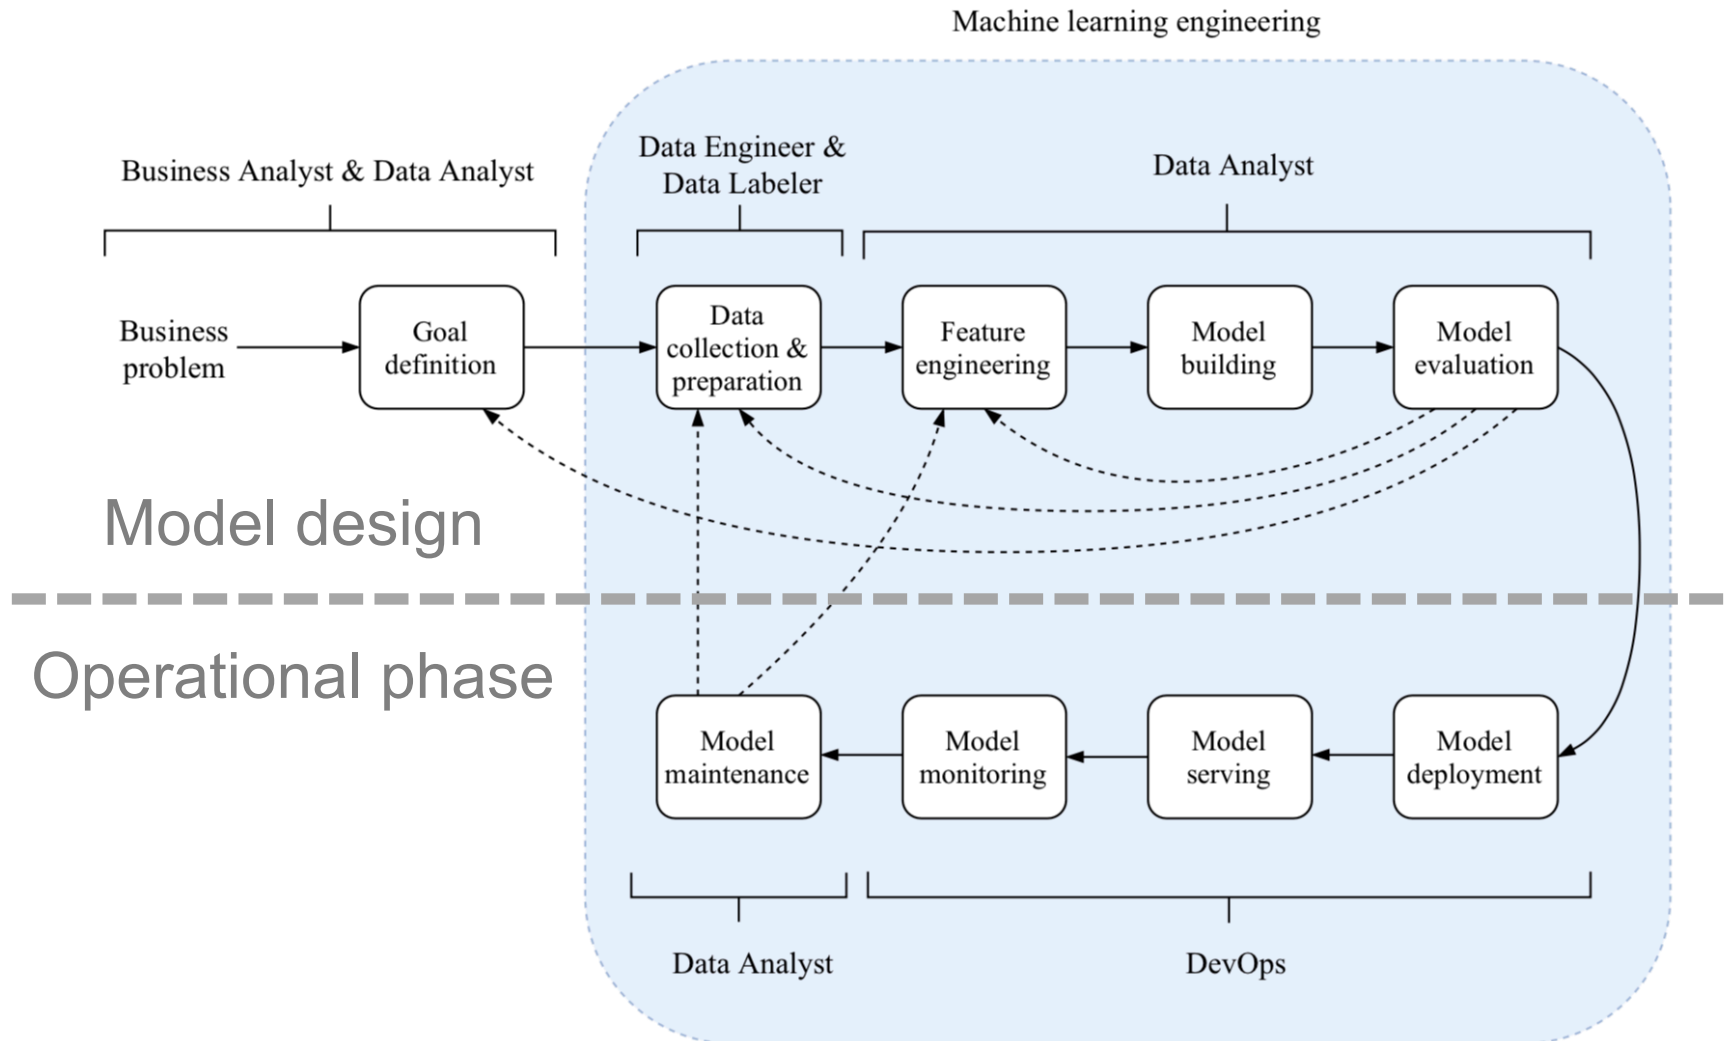 Machine learning engineering
Business Analyst & Data Analyst
Data Engineer &
Data Labeler
Data Analyst
Business
problem
Goal
definition
Data
collection &
preparation
Feature
engineering
Model
building
Model
evaluation
Model design
Operational phase
Model
maintenance
Model
monitoring
Model
serving
Model
deployment
Data Analyst
DevOps